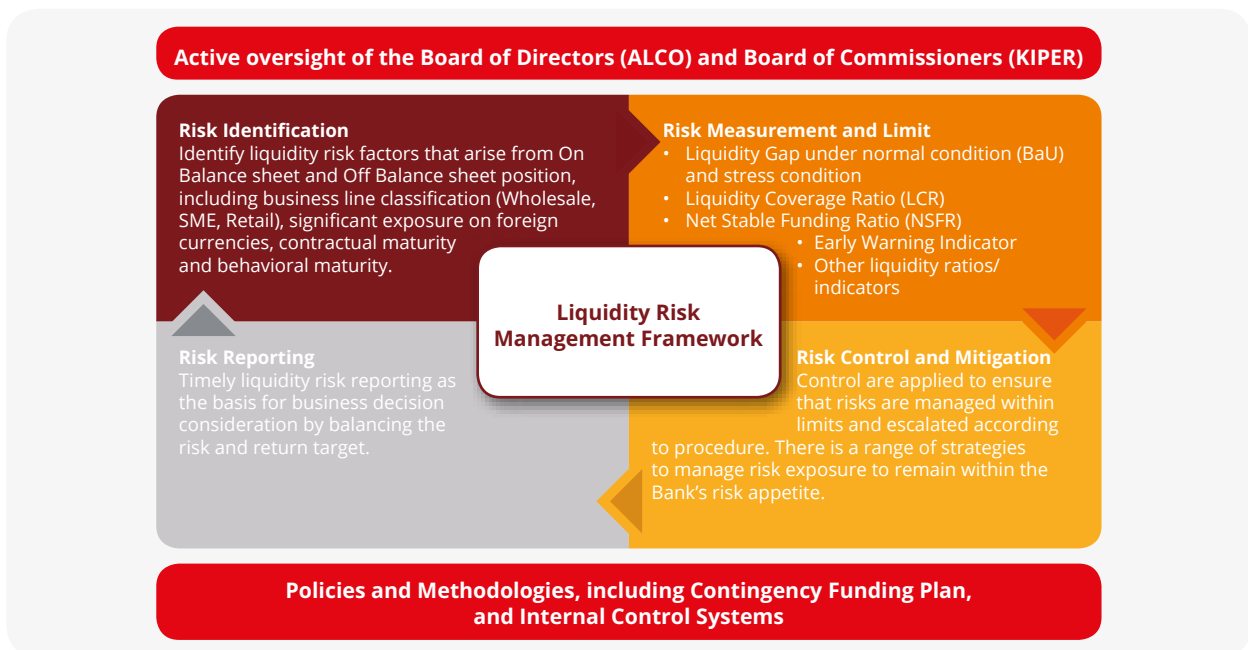 Active oversight of the Board of Directors (ALCO) and Board of Commissioners (KIPER)
Risk Identification
Identify liquidity risk factors that arise from On
Balance sheet and Off Balance sheet position,
including business line classification (Wholesale,
SME, Retail), significant exposure on foreign
currencies, contractual maturity
and behavioral maturity.
Risk Measurement and Limit
• Liquidity Gap under normal condition (BaU)
and stress condition
• Liquidity Coverage Ratio (LCR)
• Net Stable Funding Ratio (NSFR)
• Early Warning Indicator
• Other liquidity ratios/
indicators
Liquidity Risk
Management Framework
Risk Reporting
Timely liquidity risk reporting as
the basis for business decision
consideration by balancing the
risk and return target.
Risk Control and Mitigation
Control are applied to ensure
that risks are managed within
limits and escalated according
to procedure. There is a range of strategies
to manage risk exposure to remain within the
Bank’s risk appetite.
Policies and Methodologies, including Contingency Funding Plan,
and Internal Control Systems